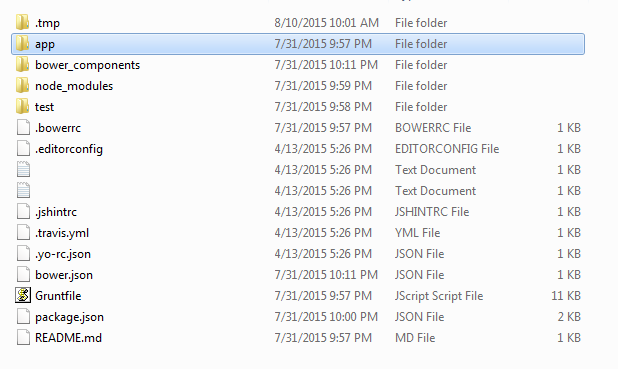 .tmp 8/10/2015 10:01 AM File folder
app 7/31/2015 9:57 PM File folder
bower_components 7/31/2015 10:11 PM File folder
node_modules 7/31/2015 9:59 PM File folder
test 7/31/2015 9:58 PM File folder
.bowerrc 7/31/2015 9:57 PM BOWERRC File 1 KB
.editorconfig 4/13/2015 5:26 PM EDITORCONFIG File 1 KB
4/13/2015 5:26 PM Text Document 1 KB
4/13/2015 5:26 PM Text Document 1 KB
.jshintrc 4/13/2015 5:26 PM JSHINTRC File 1 KB
.travis.yml 4/13/2015 5:26 PM YML File 1 KB
.yo-rc.json 4/13/2015 5:26 PM JSON File 1 KB
bower.json 7/31/2015 10:11 PM JSON File 1 KB
Gruntfile 7/31/2015 9:57 PM JScript Script File 11 KB
package.json 7/31/2015 10:00 PM JSON File 2 KB
README.md 7/31/2015 9:57 PM MD File 1 KB